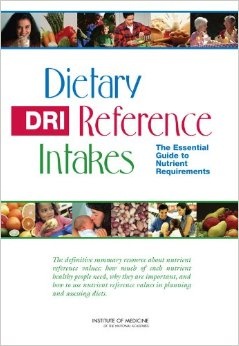 Dietary
DRI Reference
Intakes
The Essential
Guide to
Nutrient
Requirements
The definitive summary resource about nutrient
reference values: how much of each nutrient
healthy people need, why they are important, and
how to use nutrient reference values in planning
and assessing diets.
INSTITUTE OF MEDICINE
OF THE NATIONAL ACADEMIES